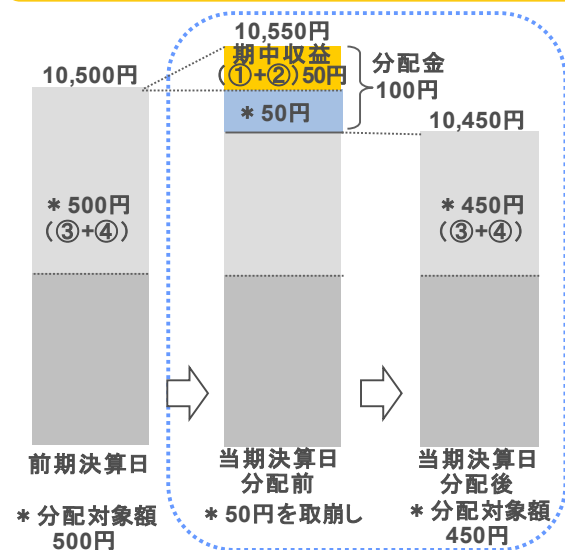 10,550円
期中収益
(①+②)50円
分配金
100円
10,500円
＊50円
10,450円
＊500円
(③+④)
＊450円
(③+④)
前期決算日
当期決算日
分配前
当期決算日
分配後
＊分配対象額
500円
＊50円を取崩し
＊分配対象額
450円